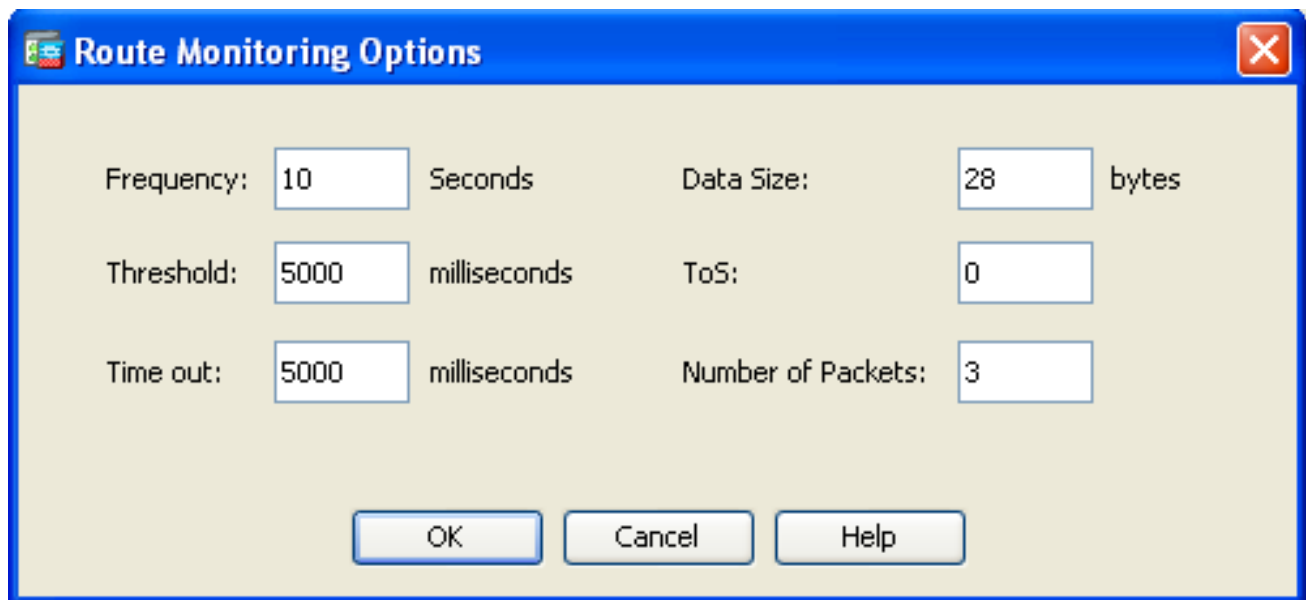 Route Monitoring Options
Frequency: 10 Seconds Data Size: 28 bytes
Threshold: 5000 milliseconds ToS: 0
Time out: 5000 milliseconds Number of Packets: 3
OK Cancel Help